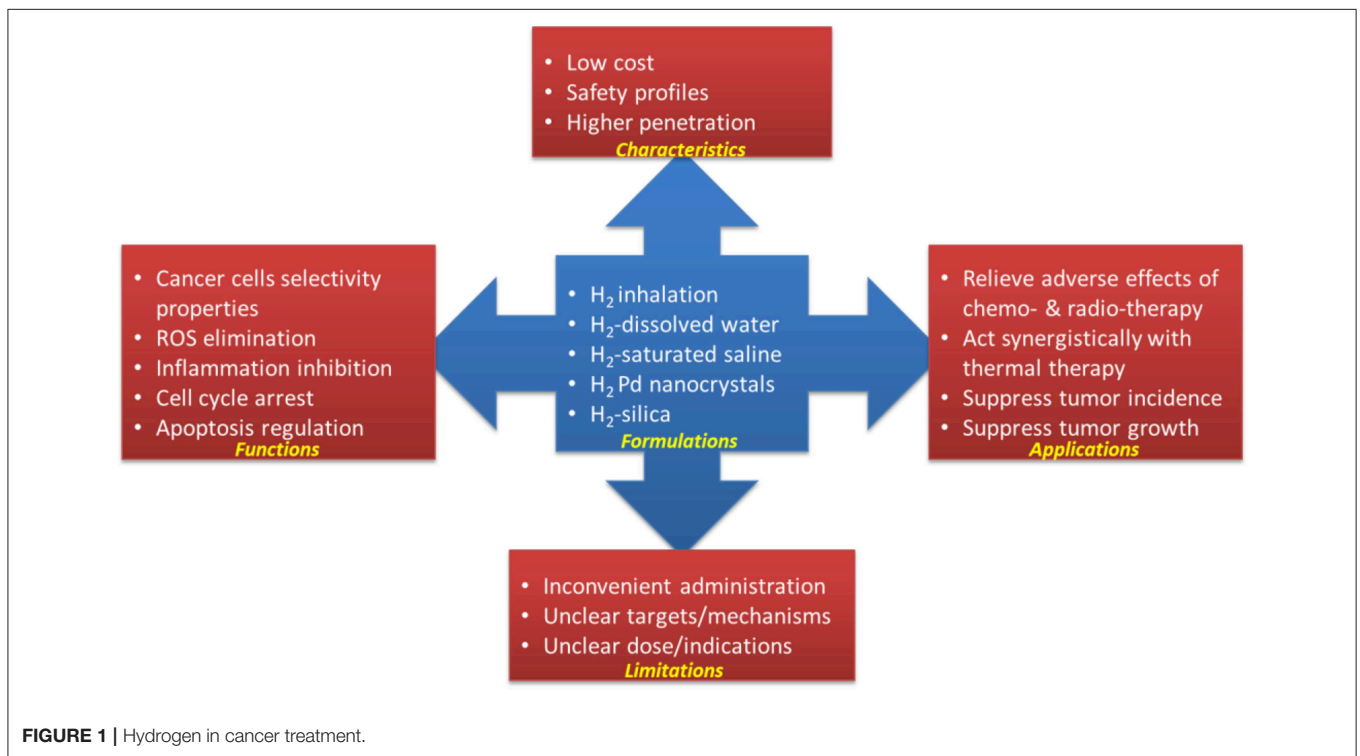 • Low cost
• Safety profiles
• Higher penetration
Characteristics
• Cancer cells selectivity
properties
• ROS elimination
• Inflammation inhibition
• Cell cycle arrest
• Apoptosis regulation
Functions
• H₂ inhalation
• H₂-dissolved water
• H₂-saturated saline
• H₂ Pd nanocrystals
• H₂-silica
Formulations
• Relieve adverse effects of
chemo- & radio-therapy
• Act synergistically with
thermal therapy
• Suppress tumor incidence
• Suppress tumor growth
Applications
• Inconvenient administration
• Unclear targets/mechanisms
• Unclear dose/indications
Limitations
FIGURE 1 | Hydrogen in cancer treatment.